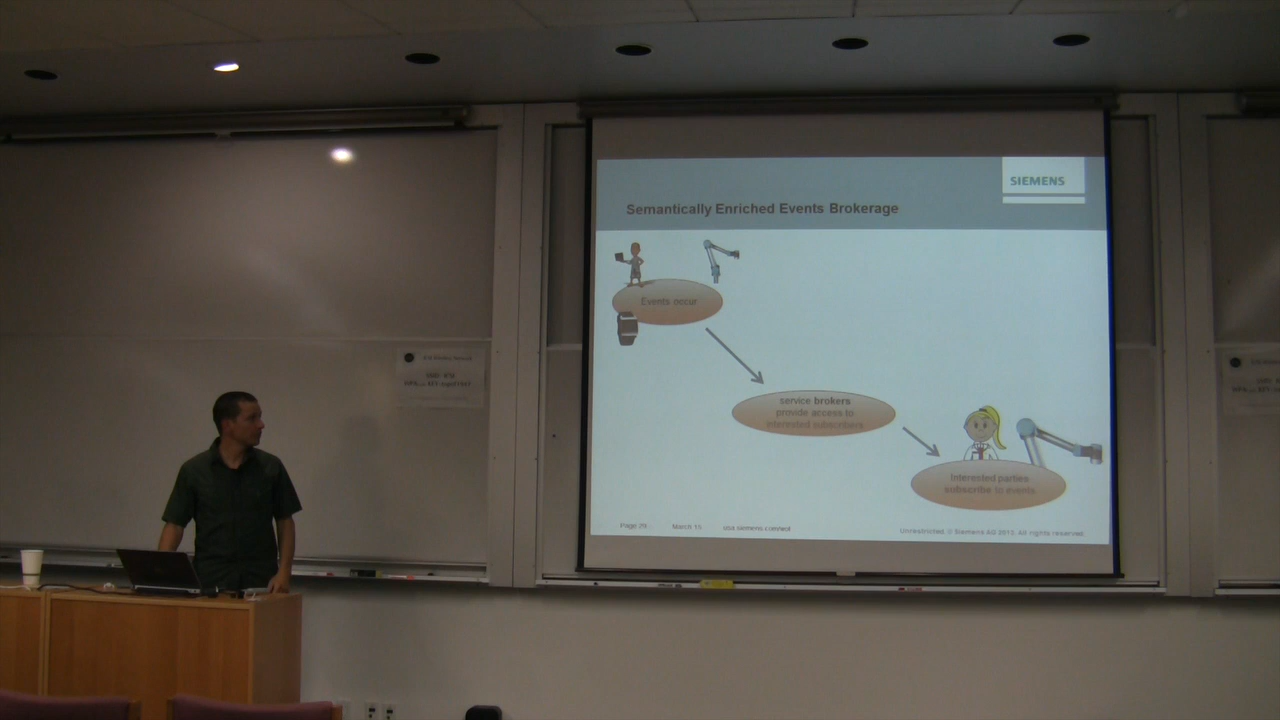 SIEMENS
Semantically Enriched Events Brokerage
Events occur
service brokers
provide access to
interested subscribers
Interested parties
subscribe to events
Page 29
March 15
usa.siemens.com/
Unrestricted. © Siemens AG 2013. All rights reserved.